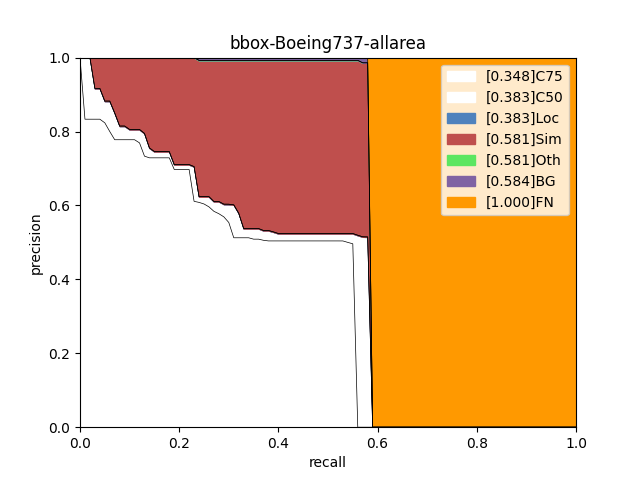 bbox-Boeing737-allarea
1.0
0.8
0.6
0.4
0.2
0.0
precision
[0.348]C75
[0.383]C50
[0.383]Loc
[0.581]Sim
[0.581]Oth
[0.584]BG
[1.000]FN
0.0 0.2 0.4 0.6 0.8 1.0
recall